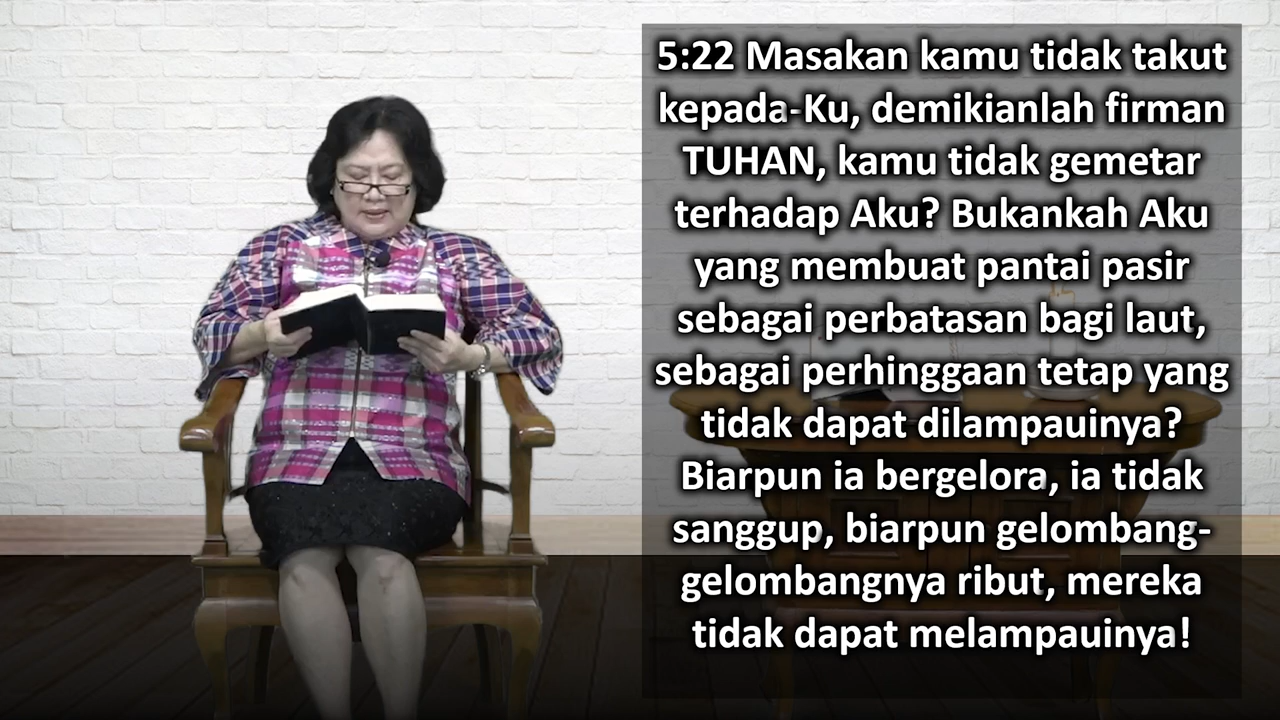 5:22 Masakan kamu tidak takut
kepada-Ku, demikianlah firman
TUHAN, kamu tidak gemetar
terhadap Aku? Bukankah Aku
yang membuat pantai pasir
sebagai perbatasan bagi laut,
sebagai perhinggaan tetap yang
tidak dapat dilampauinya?
Biarpun ia bergelora, ia tidak
sanggup, biarpun gelombang-
gelombangnya ribut, mereka
tidak dapat melampauinya!